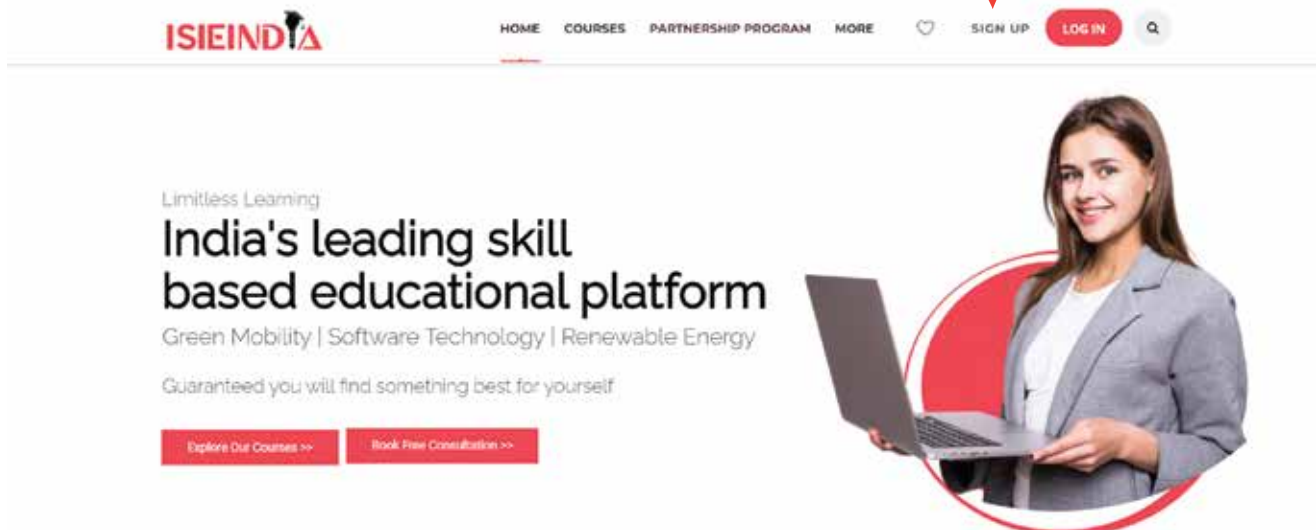 ISIEINDIA
HOME COURSES PARTNERSHIP PROGRAM MORE SIGN UP LOG IN
Limitless Learning
India's leading skill
based educational platform
Green Mobility | Software Technology | Renewable Energy
Guaranteed you will find something best for yourself
Explore Our Courses >> Book Free Consultation >>